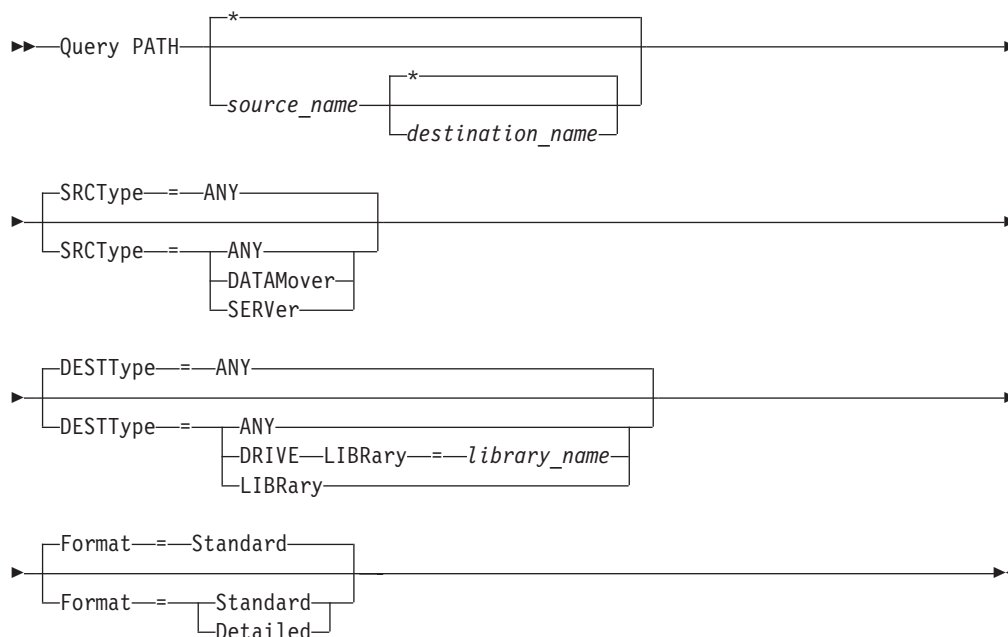 *
Query PATH
*
source_name
destination_name
SRCType = ANY
SRCType = ANY
DATAMover
SERVer
DESTType = ANY
DESTType = ANY
DRIVE LIBRary = library_name
LIBRary
Format = Standard
Format = Standard
Detailed